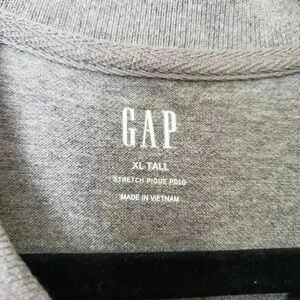 GAP
XL TALL
STRETCH PIQUE POLO
MADE IN VIETNAM